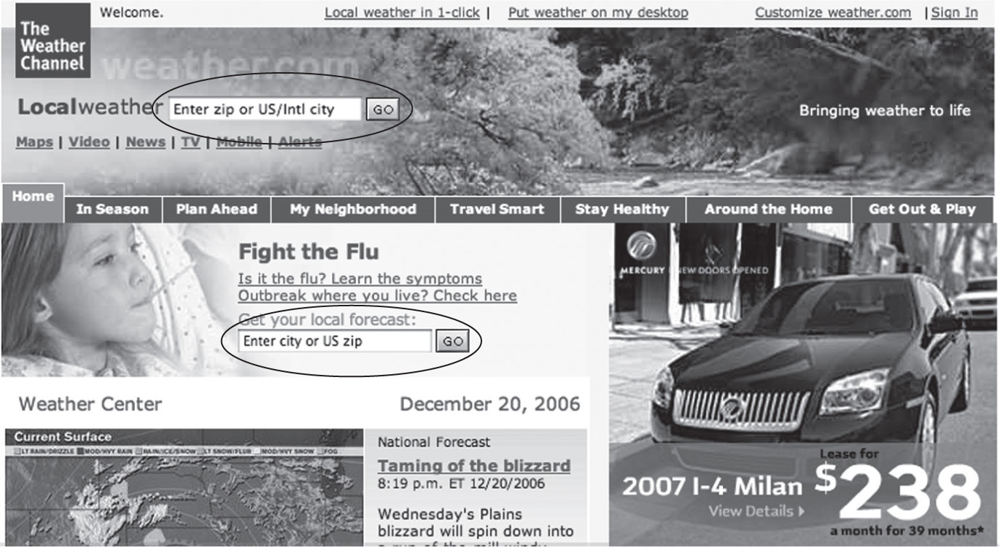 Welcome.
Local weather in 1-click | Put weather on my desktop
Customize weather.com | Sign In
The
Weather
Channel
weather.com
Localweather
Enter zip or US/Intl city
GO
Bringing weather to life
Maps | Video | News | TV | Mobile | Alerts
Home
In Season
Plan Ahead
My Neighborhood
Travel Smart
Stay Healthy
Around the Home
Get Out & Play
Fight the Flu
Is it the flu? Learn the symptoms
Outbreak where you live? Check here
Get your local forecast:
Enter city or US zip
GO
MERCURY NEW DOORS OPENED
Weather Center
December 20, 2006
Current Surface
LT RAIN/DRIZZLE MOD/HVY RAIN RAIN/ICE/SNOW LT SNOW/FLUR MOD/HVY SNOW FOG
National Forecast
Taming of the blizzard
8:19 p.m. ET 12/20/2006
Wednesday's Plains
blizzard will spin down into
a run-of-the-mill windy
Lease for
2007 I-4 Milan $238
View Details
a month for 39 months*